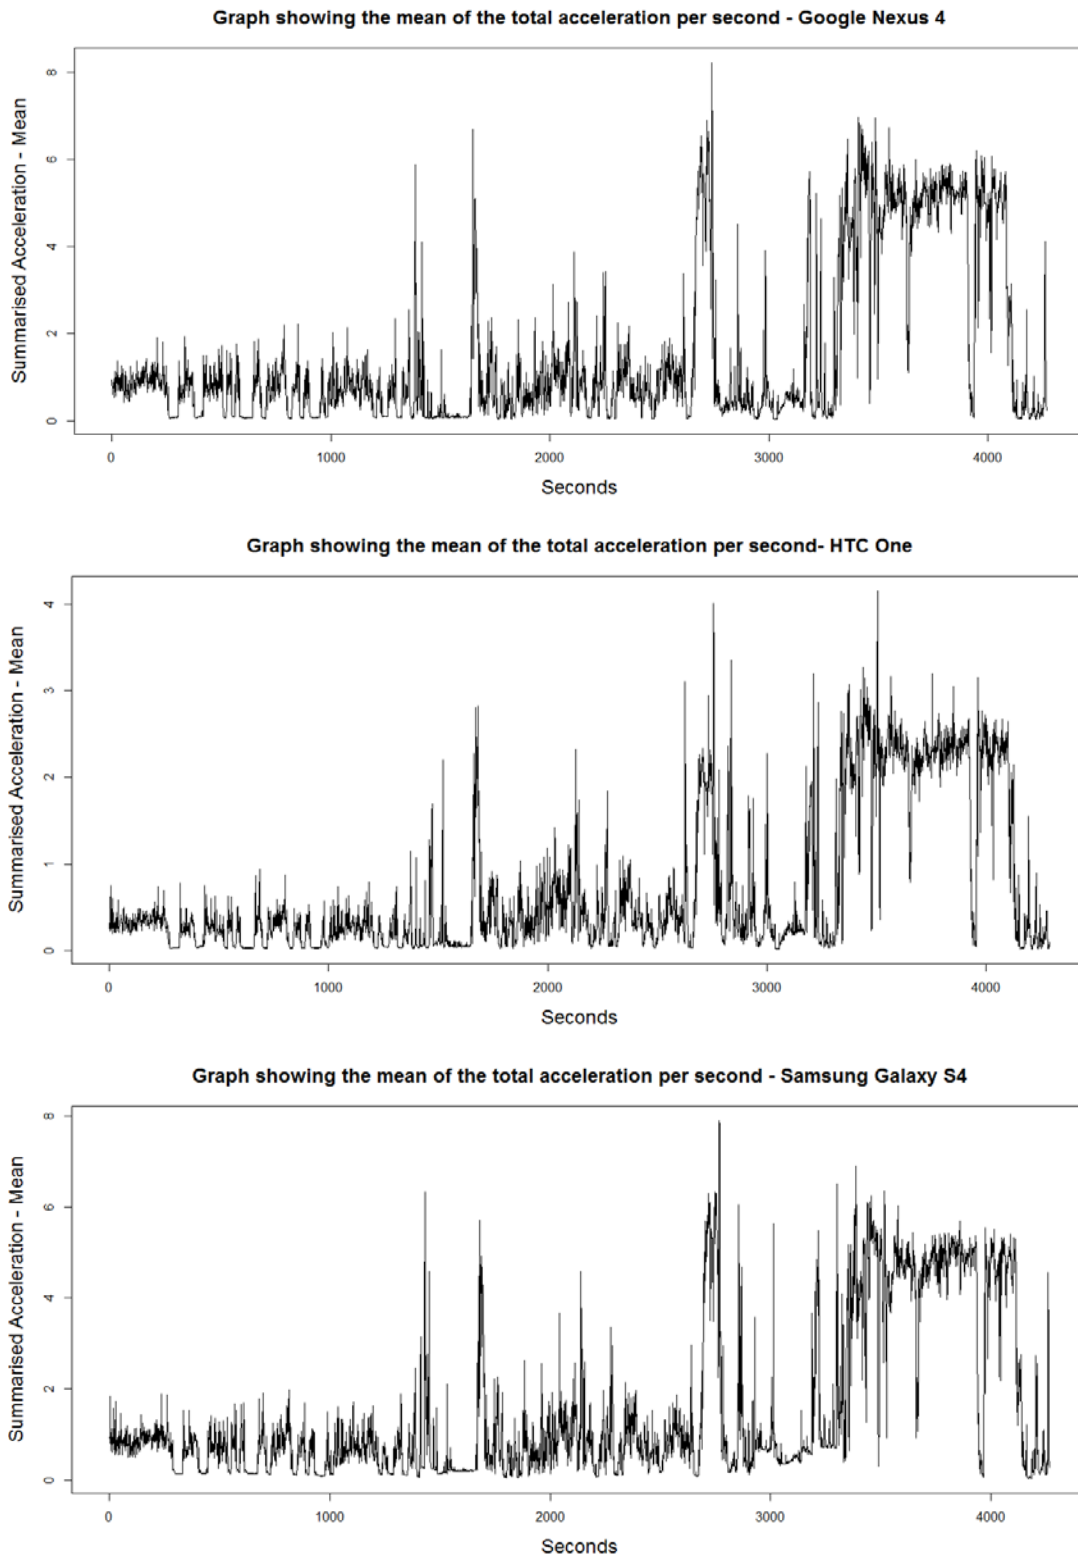 Graph showing the mean of the total acceleration per second - Google Nexus 4
Summarised Acceleration - Mean
8
6
4
2
0
0 1000 2000 3000 4000
Seconds
Graph showing the mean of the total acceleration per second- HTC One
Summarised Acceleration - Mean
4
3
2
1
0
0 1000 2000 3000 4000
Seconds
Graph showing the mean of the total acceleration per second - Samsung Galaxy S4
Summarised Acceleration - Mean
8
6
4
2
0
0 1000 2000 3000 4000
Seconds